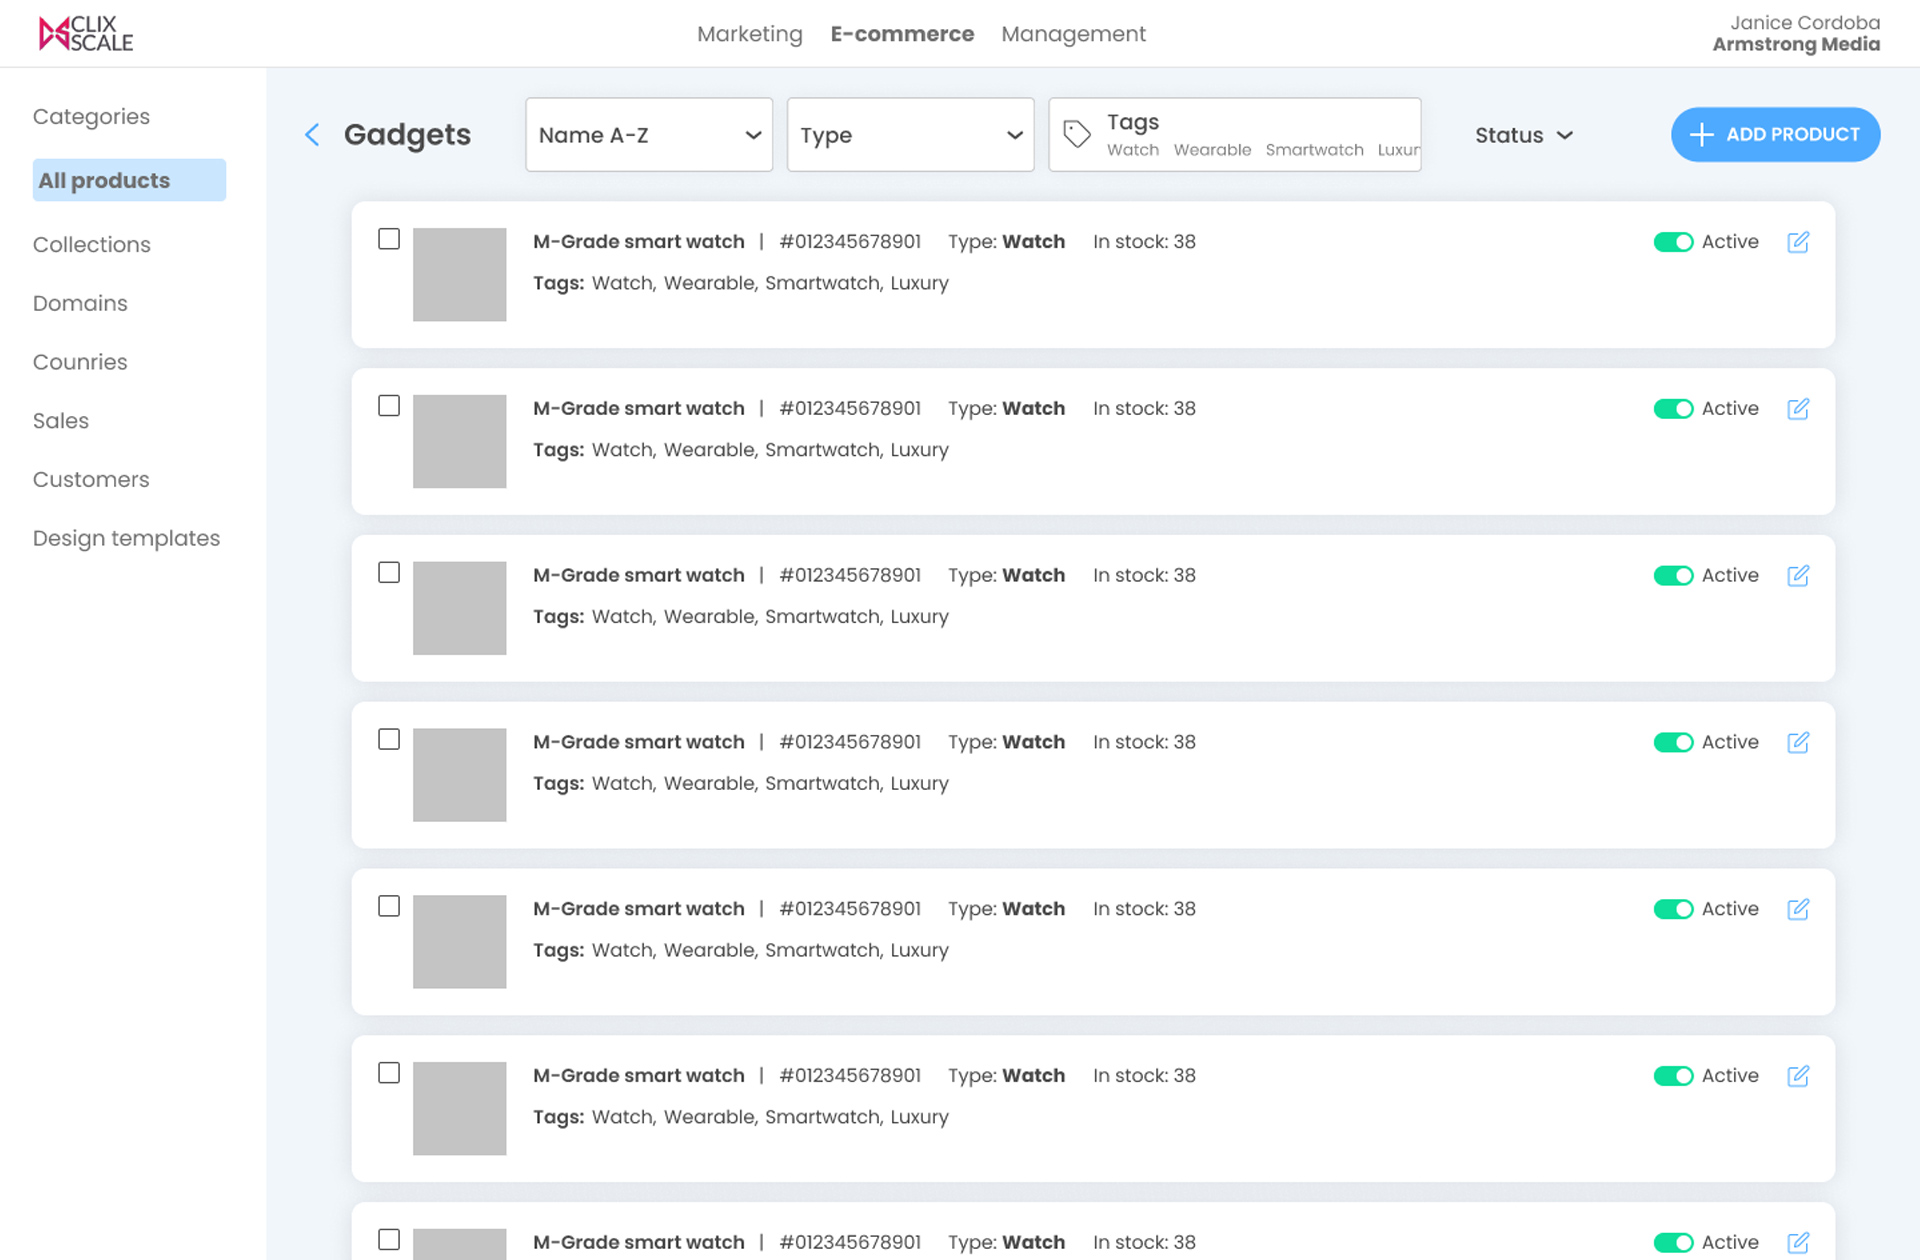 CLIX
SCALE
Marketing E-commerce Management
Janice Cordoba
Armstrong Media
Categories
All products
Collections
Domains
Counries
Sales
Customers
Design templates
Gadgets
Name A-Z
Type
Tags
Watch Wearable Smartwatch Luxur
Status
ADD PRODUCT
M-Grade smart watch | #012345678901 Type: Watch In stock: 38 Active
Tags: Watch, Wearable, Smartwatch, Luxury
M-Grade smart watch | #012345678901 Type: Watch In stock: 38 Active
Tags: Watch, Wearable, Smartwatch, Luxury
M-Grade smart watch | #012345678901 Type: Watch In stock: 38 Active
Tags: Watch, Wearable, Smartwatch, Luxury
M-Grade smart watch | #012345678901 Type: Watch In stock: 38 Active
Tags: Watch, Wearable, Smartwatch, Luxury
M-Grade smart watch | #012345678901 Type: Watch In stock: 38 Active
Tags: Watch, Wearable, Smartwatch, Luxury
M-Grade smart watch | #012345678901 Type: Watch In stock: 38 Active
Tags: Watch, Wearable, Smartwatch, Luxury
M-Grade smart watch | #012345678901 Type: Watch In stock: 38 Active